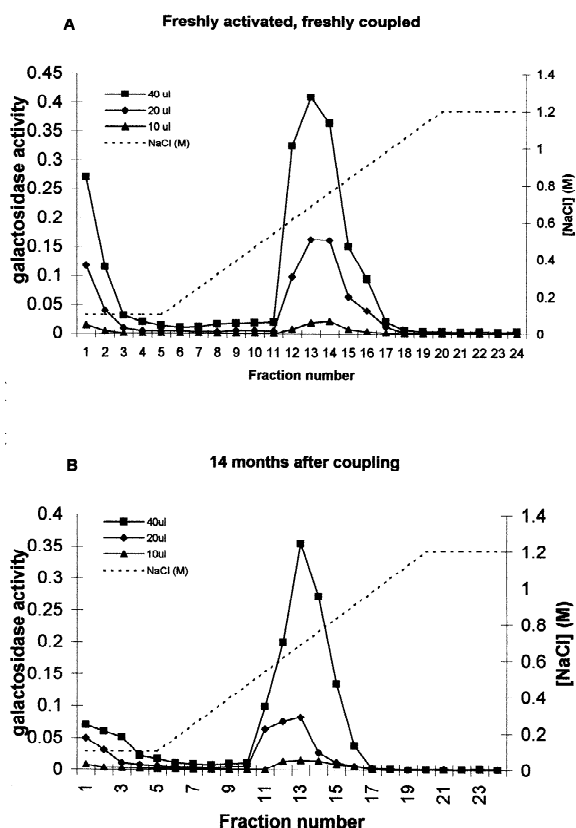 A
Freshly activated, freshly coupled
galactosidase activity
0.45
0.4
0.35
0.3
0.25
0.2
0.15
0.1
0.05
0
40 ul
20 ul
10 ul
NaCl (M)
1.4
1.2
1
0.8
0.6
0.4
0.2
0
[NaCl] (M)
1 2 3 4 5 6 7 8 9 10 11 12 13 14 15 16 17 18 19 20 21 22 23 24
Fraction number
B
14 months after coupling
galactosidase activity
0.4
0.35
0.3
0.25
0.2
0.15
0.1
0.05
0
40ul
20ul
10ul
NaCl (M)
1.4
1.2
1
0.8
0.6
0.4
0.2
0
[NaCl] (M)
1 3 5 7 9 11 13 15 17 19 21 23
Fraction number